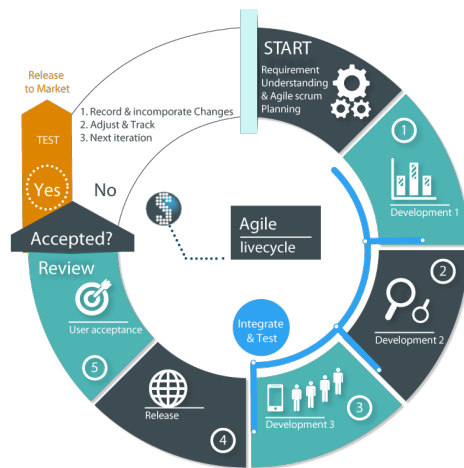 START
Requirement
Understanding
& Agile scrum
Planning
1
Development 1
2
Development 2
3
Development 3
Integrate
& Test
4
Release
5
User acceptance
Review
Accepted?
Yes
No
TEST
Release
to Market
1. Record & incomporate Changes
2. Adjust & Track
3. Next iteration
S
Agile
livecycle